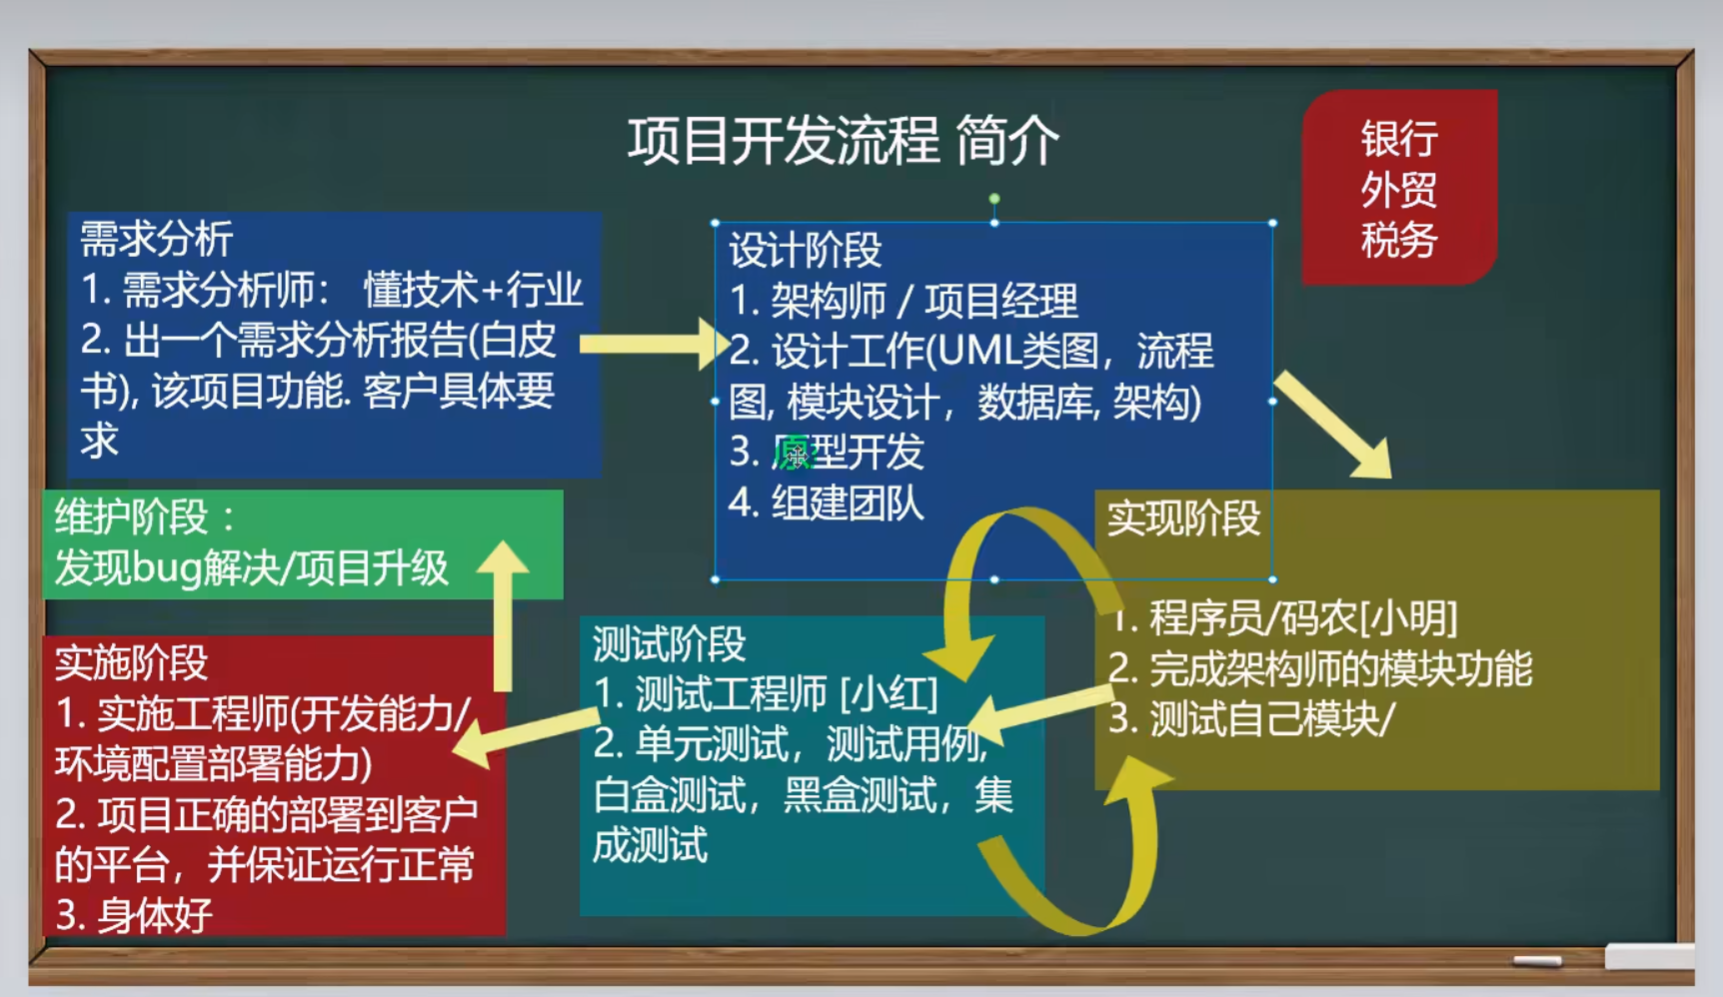 项目开发流程 简介
银行
外贸
税务
需求分析
1. 需求分析师： 懂技术+行业
2. 出一个需求分析报告(白皮
书), 该项目功能. 客户具体要
求
设计阶段
1. 架构师 / 项目经理
2. 设计工作(UML类图，流程
图, 模块设计，数据库, 架构)
3. 原型开发
4. 组建团队
实现阶段
1. 程序员/码农[小明]
2. 完成架构师的模块功能
3. 测试自己模块/
测试阶段
1. 测试工程师 [小红]
2. 单元测试，测试用例,
白盒测试，黑盒测试，集
成测试
实施阶段
1. 实施工程师(开发能力/
环境配置部署能力)
2. 项目正确的部署到客户
的平台，并保证运行正常
3. 身体好
维护阶段：
发现bug解决/项目升级